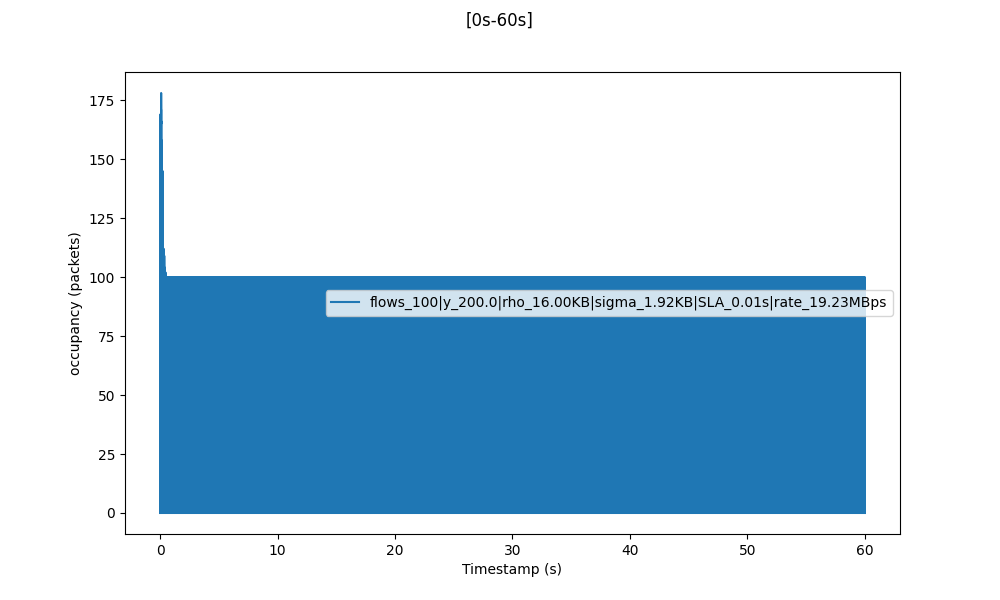 [0s-60s]
175
150
125
100
75
50
25
0
occupancy (packets)
flows_100|y_200.0|rho_16.00KB|sigma_1.92KB|SLA_0.01s|rate_19.23MBps
0 10 20 30 40 50 60
Timestamp (s)